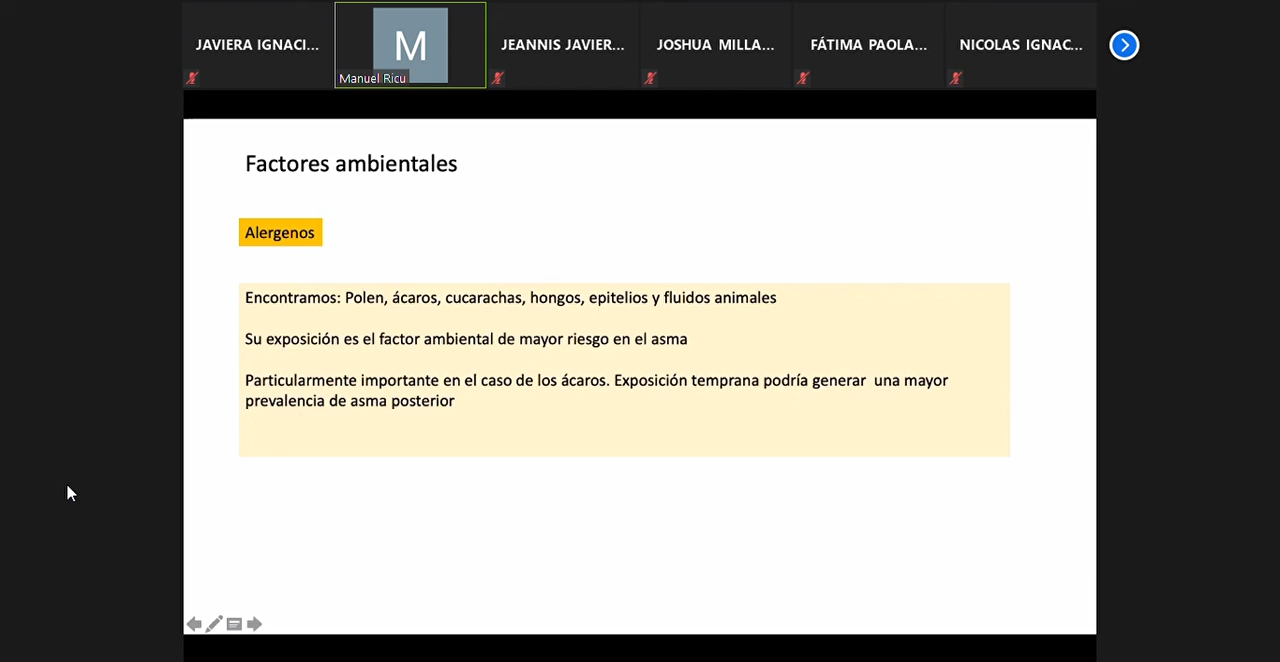 JAVIERA IGNACI...
M
Manuel Ricu
JEANNIS JAVIER...
JOSHUA MILLA...
FÁTIMA PAOLA...
NICOLAS IGNAC...
Factores ambientales
Alergenos
Encontramos: Polen, ácaros, cucarachas, hongos, epitelios y fluidos animales
Su exposición es el factor ambiental de mayor riesgo en el asma
Particularmente importante en el caso de los ácaros. Exposición temprana podría generar una mayor
prevalencia de asma posterior